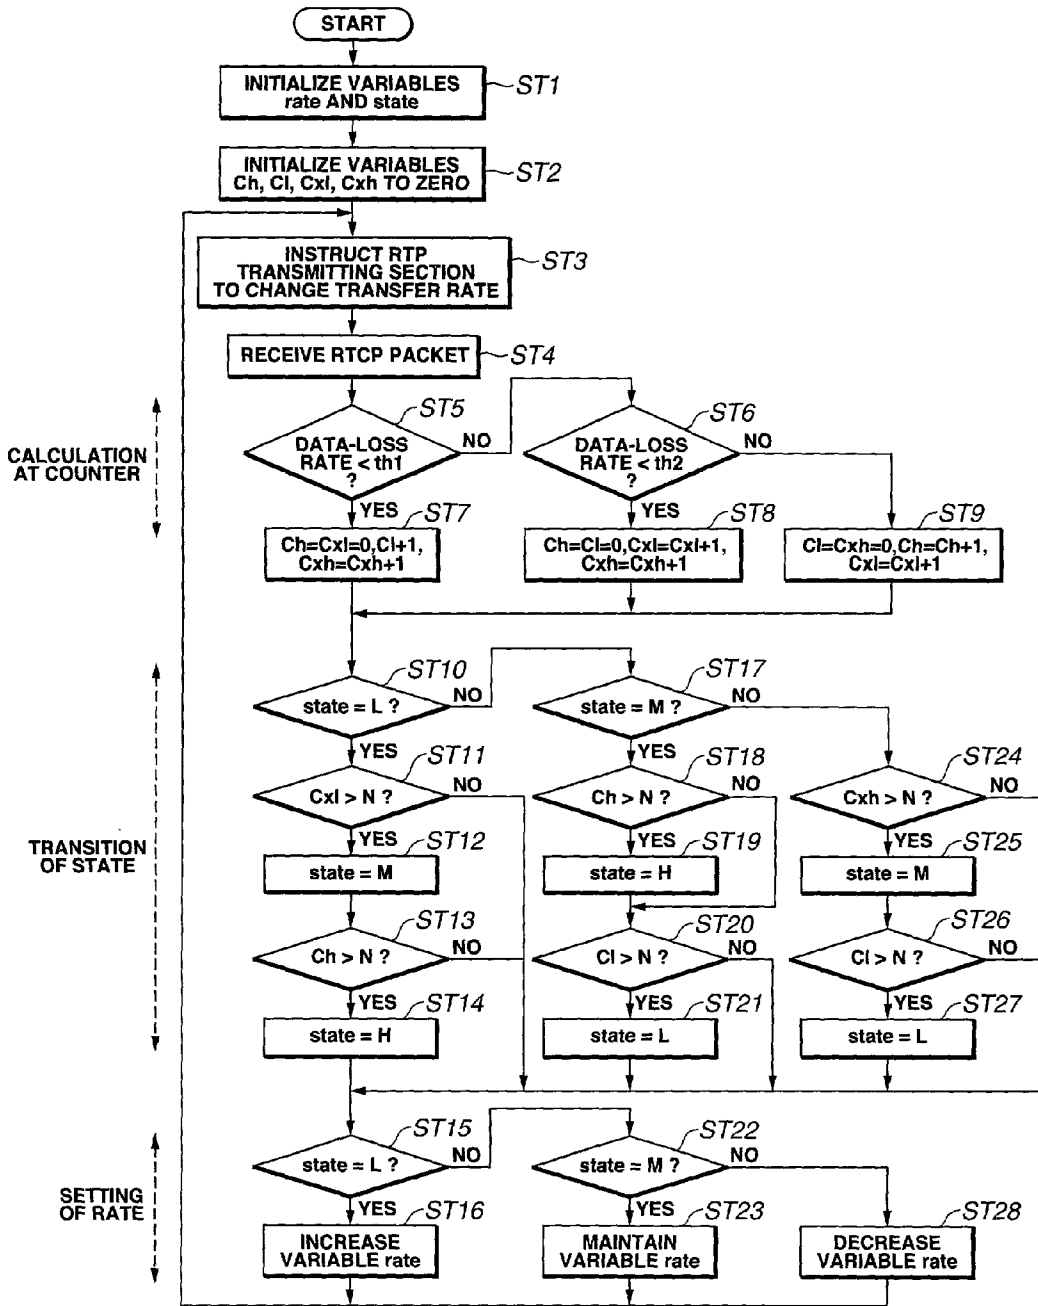 START
INITIALIZE VARIABLES
rate AND state
ST1
INITIALIZE VARIABLES
Ch, Cl, Cxl, Cxh TO ZERO
ST2
INSTRUCT RTP
TRANSMITTING SECTION
TO CHANGE TRANSFER RATE
ST3
RECEIVE RTCP PACKET
ST4
CALCULATION
AT COUNTER
ST5
DATA-LOSS
RATE < th1
?
NO
YES
ST6
DATA-LOSS
RATE < th2
?
NO
YES
ST7
Ch=Cxl=0,Cl+1,
Cxh=Cxh+1
ST8
Ch=Cl=0,Cxl=Cxl+1,
Cxh=Cxh+1
ST9
Cl=Cxh=0,Ch=Ch+1,
Cxl=Cxl+1
TRANSITION
OF STATE
ST10
state = L ?
NO
YES
ST17
state = M ?
NO
YES
ST11
Cxl > N ?
NO
YES
ST18
Ch > N ?
NO
YES
ST24
Cxh > N ?
NO
YES
ST12
state = M
ST19
state = H
ST25
state = M
ST13
Ch > N ?
NO
YES
ST20
Cl > N ?
NO
YES
ST26
Cl > N ?
NO
YES
ST14
state = H
ST21
state = L
ST27
state = L
SETTING
OF RATE
ST15
state = L ?
NO
YES
ST22
state = M ?
NO
YES
ST16
INCREASE
VARIABLE rate
ST23
MAINTAIN
VARIABLE rate
ST28
DECREASE
VARIABLE rate